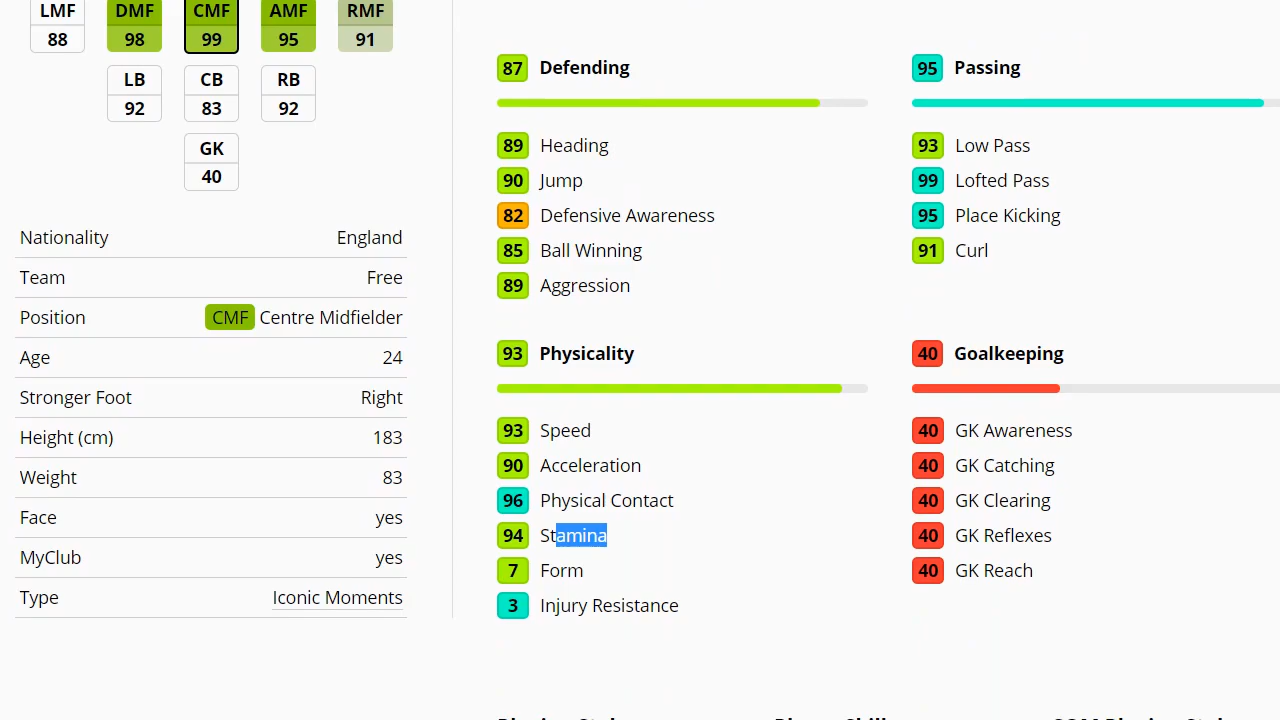 LMF DMF CMF AMF RMF
88 98 99 95 91
LB CB RB
92 83 92
GK
40
Nationality England
Team Free
Position CMF Centre Midfielder
Age 24
Stronger Foot Right
Height (cm) 183
Weight 83
Face yes
MyClub yes
Type Iconic Moments
87 Defending
89 Heading
90 Jump
82 Defensive Awareness
85 Ball Winning
89 Aggression
95 Passing
93 Low Pass
99 Lofted Pass
95 Place Kicking
91 Curl
93 Physicality
93 Speed
90 Acceleration
96 Physical Contact
94 Stamina
7 Form
3 Injury Resistance
40 Goalkeeping
40 GK Awareness
40 GK Catching
40 GK Clearing
40 GK Reflexes
40 GK Reach